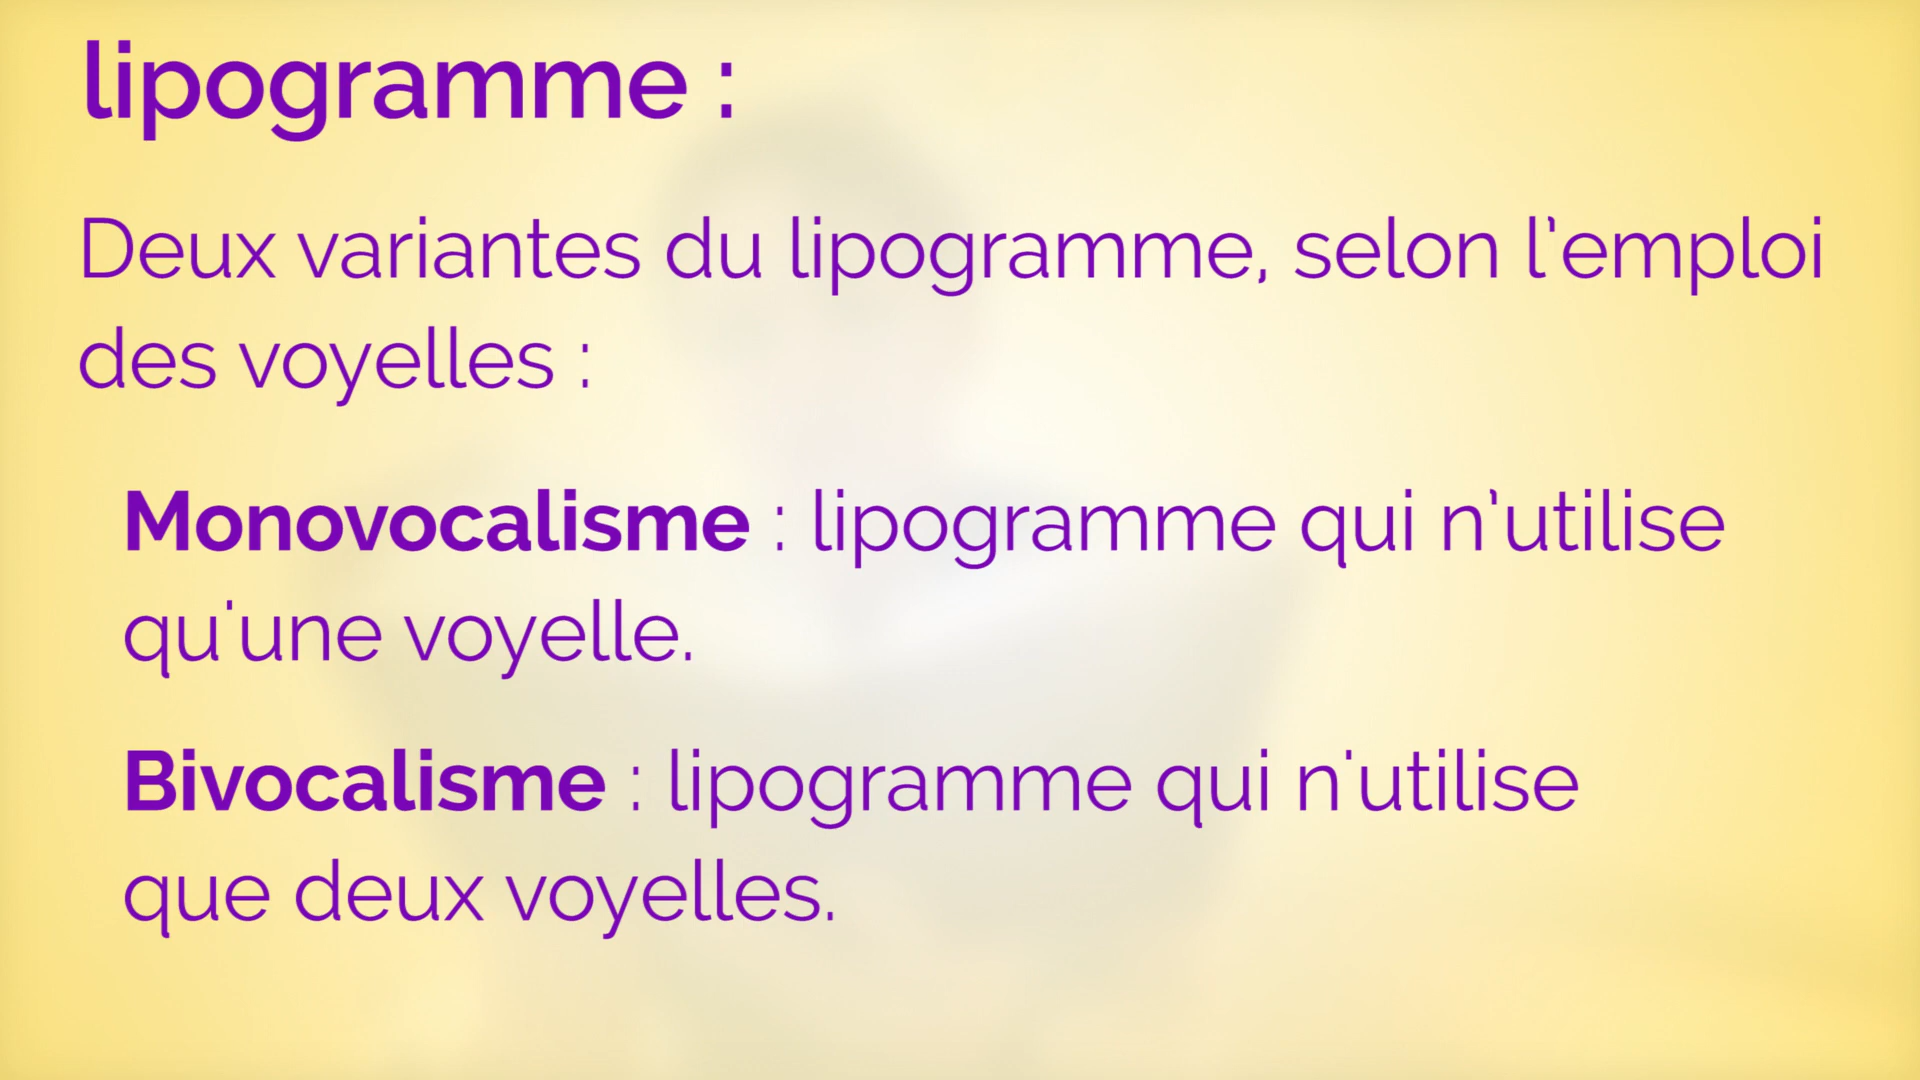 lipogramme :
Deux variantes du lipogramme, selon l'emploi
des voyelles :
Monovocalisme : lipogramme qui n'utilise
qu'une voyelle.
Bivocalisme : lipogramme qui n'utilise
que deux voyelles.